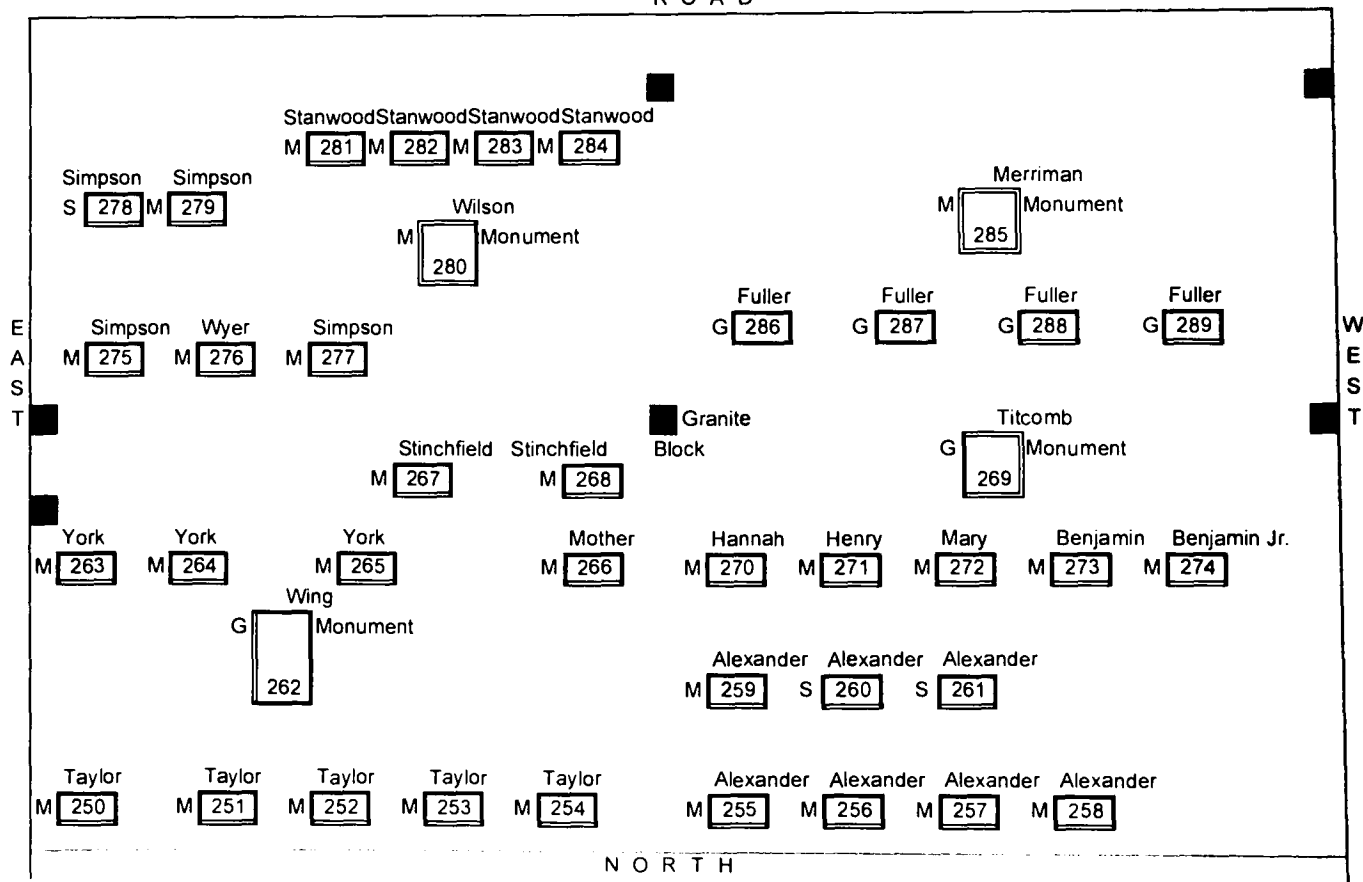 ROAD
StanwoodStanwoodStanwoodStanwood
M 281 M 282 M 283 M 284
Simpson Simpson
S 278 M 279
Merriman
M Monument
285
Wilson
M Monument
280
Fuller Fuller Fuller Fuller
G 286 G 287 G 288 G 289
EAST
WEST
Simpson Wyer Simpson
M 275 M 276 M 277
Granite
Block
Titcomb
G Monument
269
Stinchfield Stinchfield
M 267 M 268
York York York Mother Hannah Henry Mary Benjamin Benjamin Jr.
M 263 M 264 M 265 M 266 M 270 M 271 M 272 M 273 M 274
Wing
G Monument
262
Alexander Alexander Alexander
M 259 S 260 S 261
Taylor Taylor Taylor Taylor Taylor Alexander Alexander Alexander Alexander
M 250 M 251 M 252 M 253 M 254 M 255 M 256 M 257 M 258
NORTH